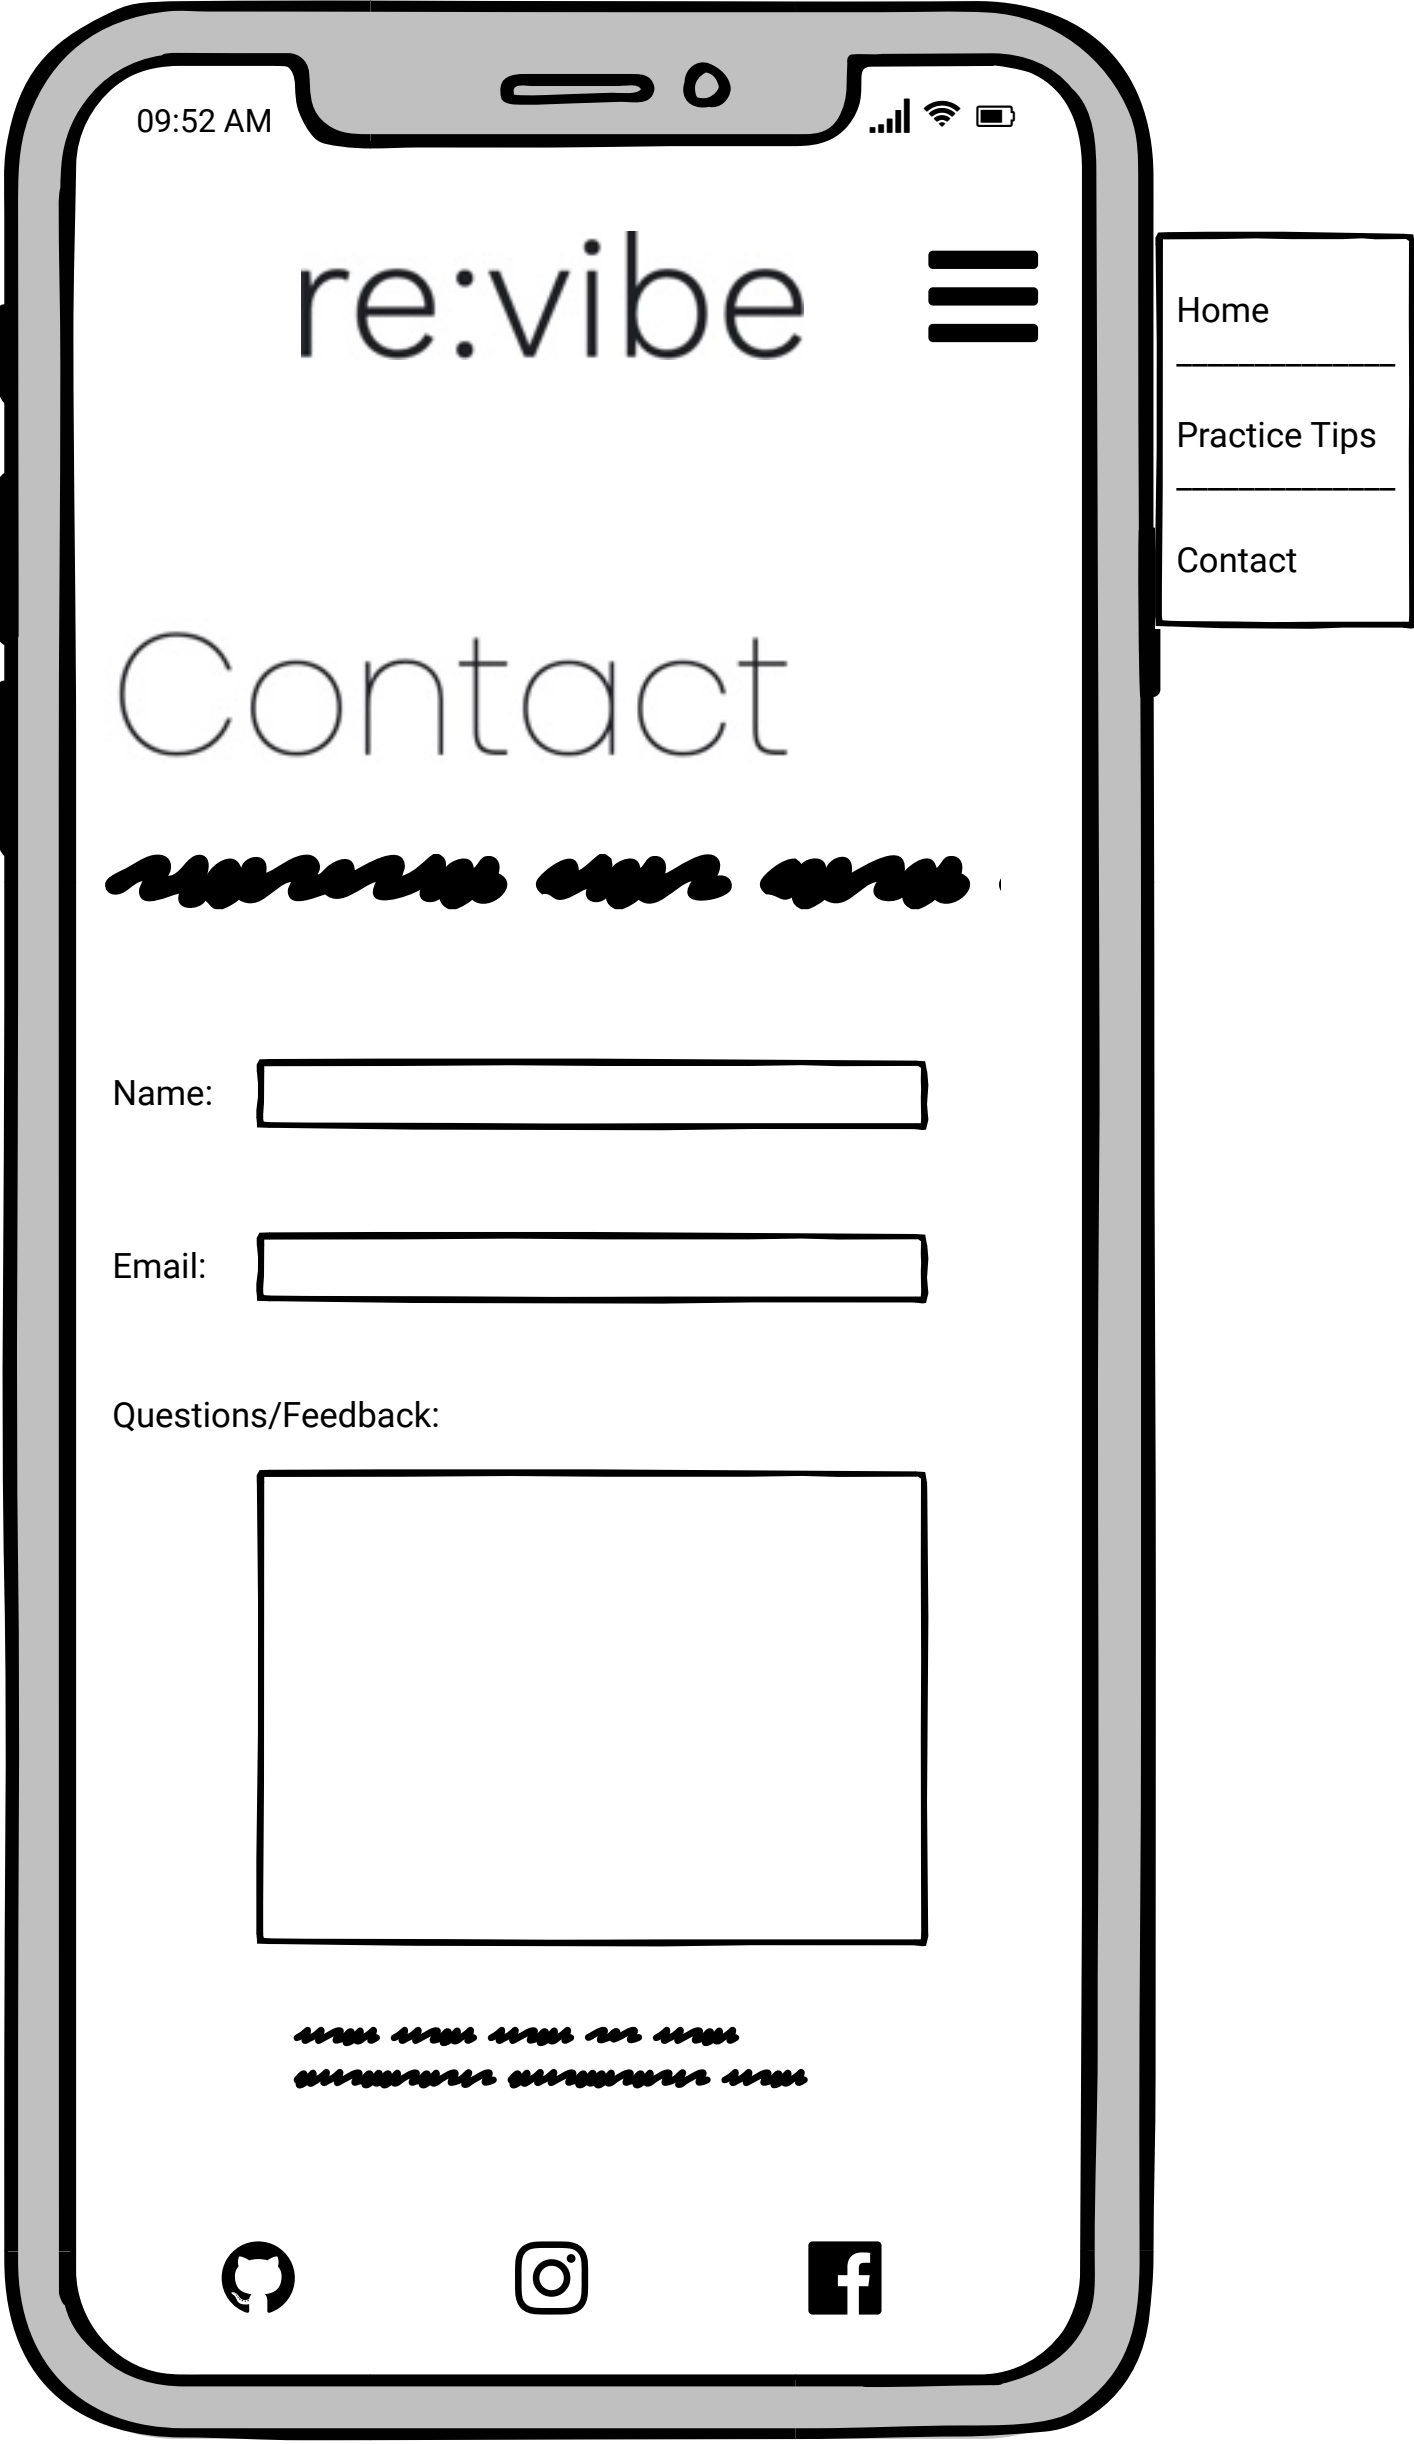 09:52 AM
re:vibe
Home
Practice Tips
Contact
Contact
Name:
Email:
Questions/Feedback: